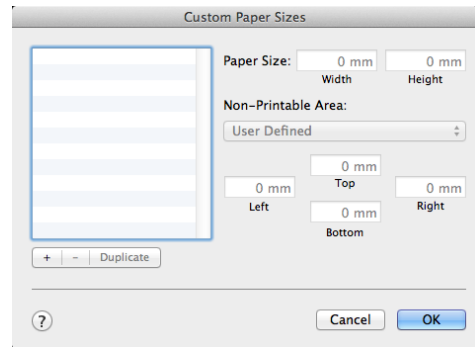 Custom Paper Sizes
Paper Size: 0 mm 0 mm
Width Height
Non-Printable Area:
User Defined
0 mm
Top
0 mm 0 mm
Left Right
0 mm
Bottom
+ − Duplicate
? Cancel OK